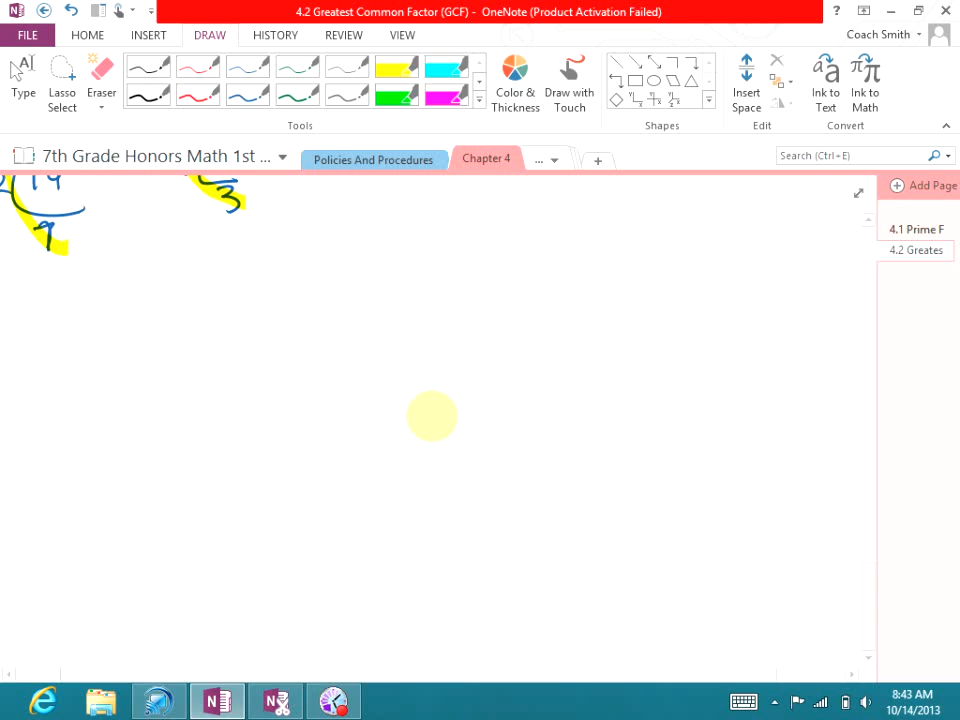 4.2 Greatest Common Factor (GCF) - OneNote (Product Activation Failed)
?
FILE HOME INSERT DRAW HISTORY REVIEW VIEW Coach Smith
Type
Lasso Select
Eraser
Color & Thickness
Draw with Touch
Insert Space
Ink to Text
Ink to Math
Tools Shapes Edit Convert
7th Grade Honors Math 1st ... Policies And Procedures Chapter 4 ... + Search (Ctrl+E)
Add Page
4.1 Prime F
4.2 Greates
3
9
8:43 AM
10/14/2013